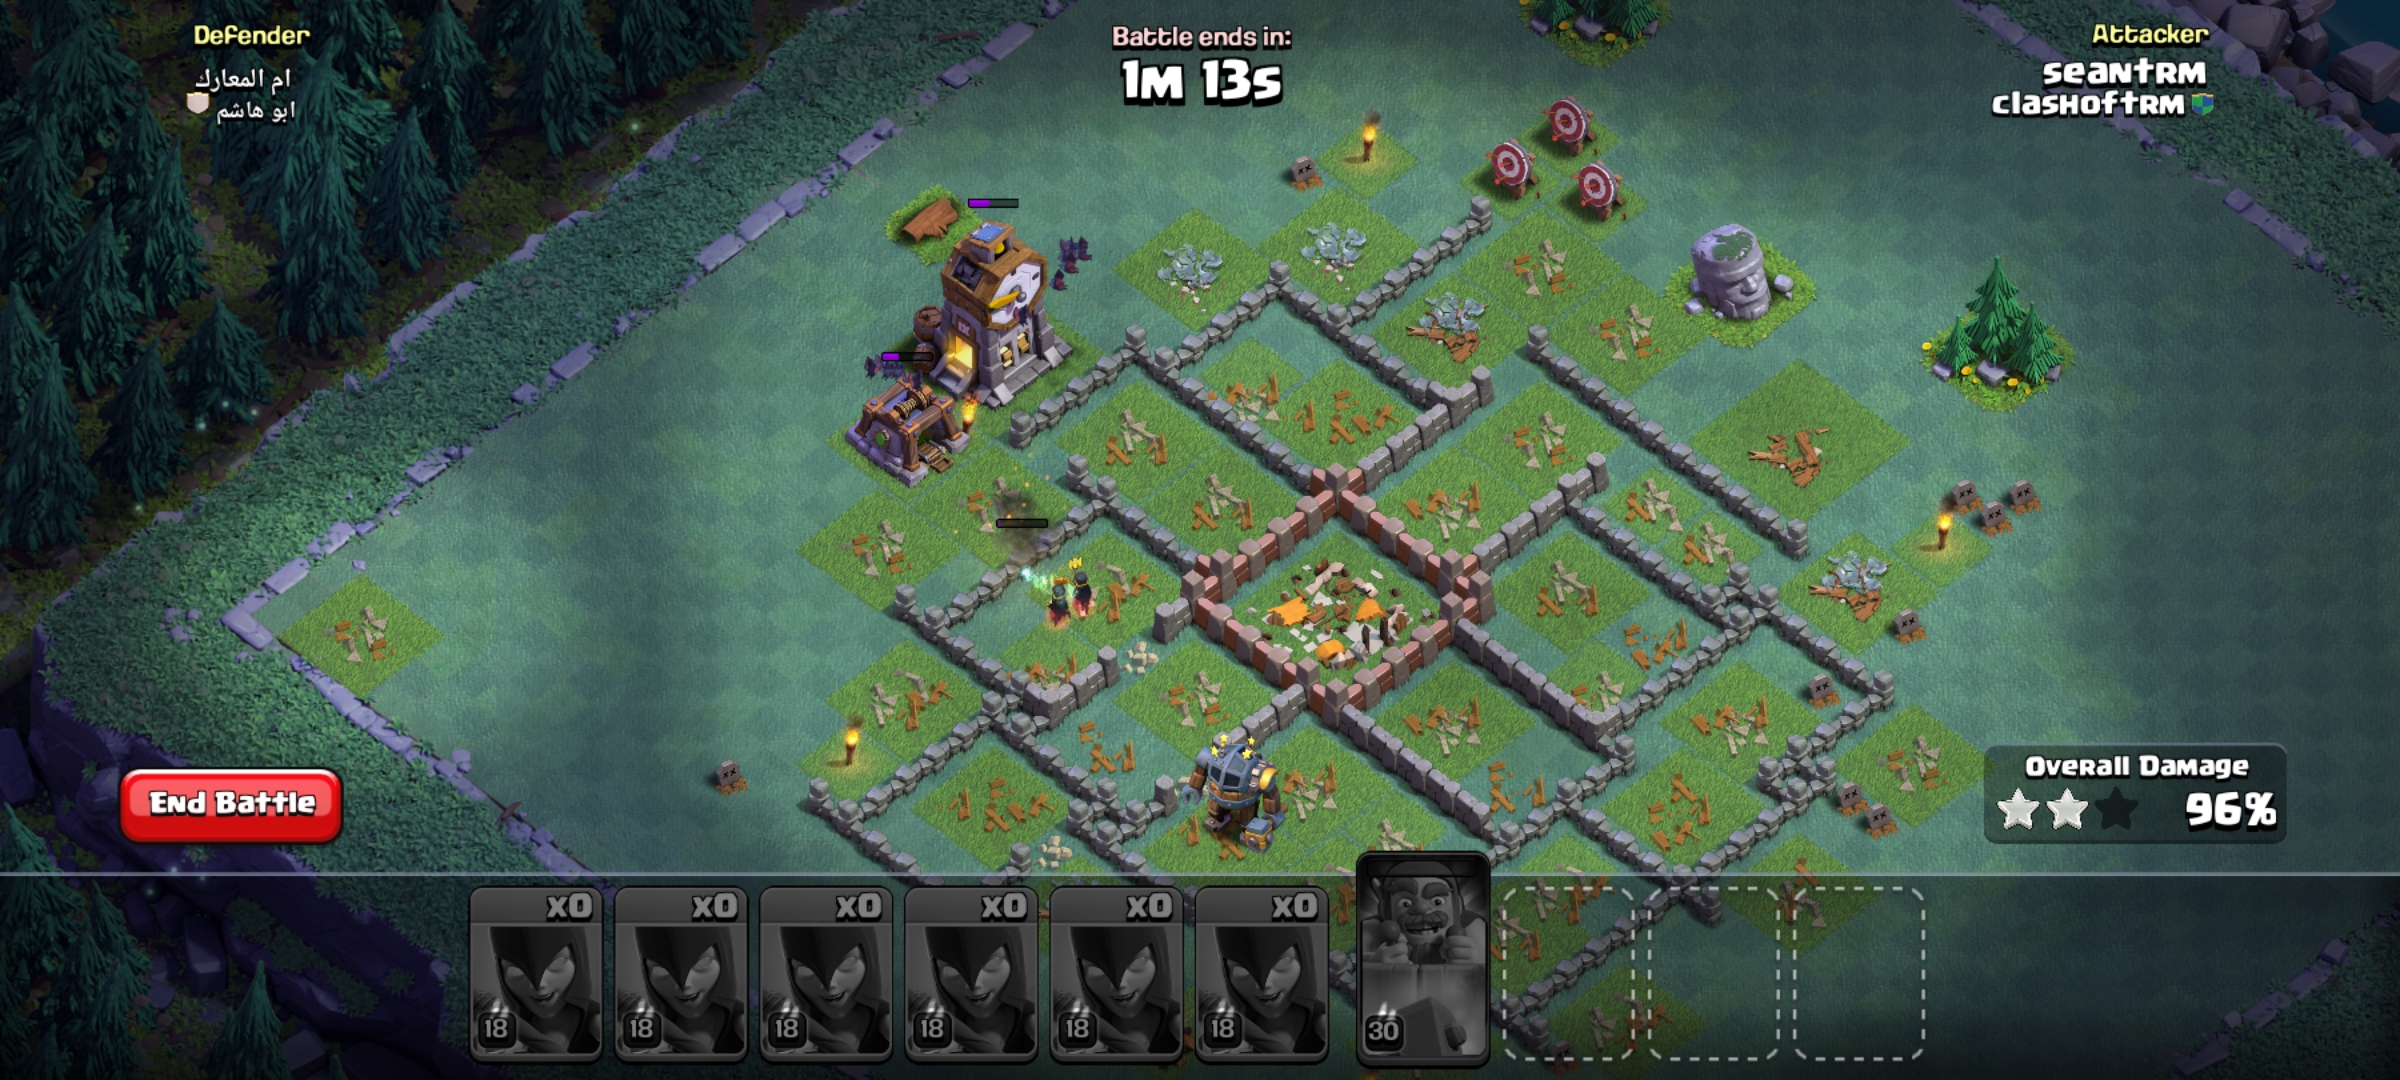 Defender
ام المعارك
ابو هاشم
Battle ends in:
1M 13s
Attacker
seantrm
clashoftrm
End Battle
Overall Damage
96%
x0 x0 x0 x0 x0 x0
18 18 18 18 18 18 30